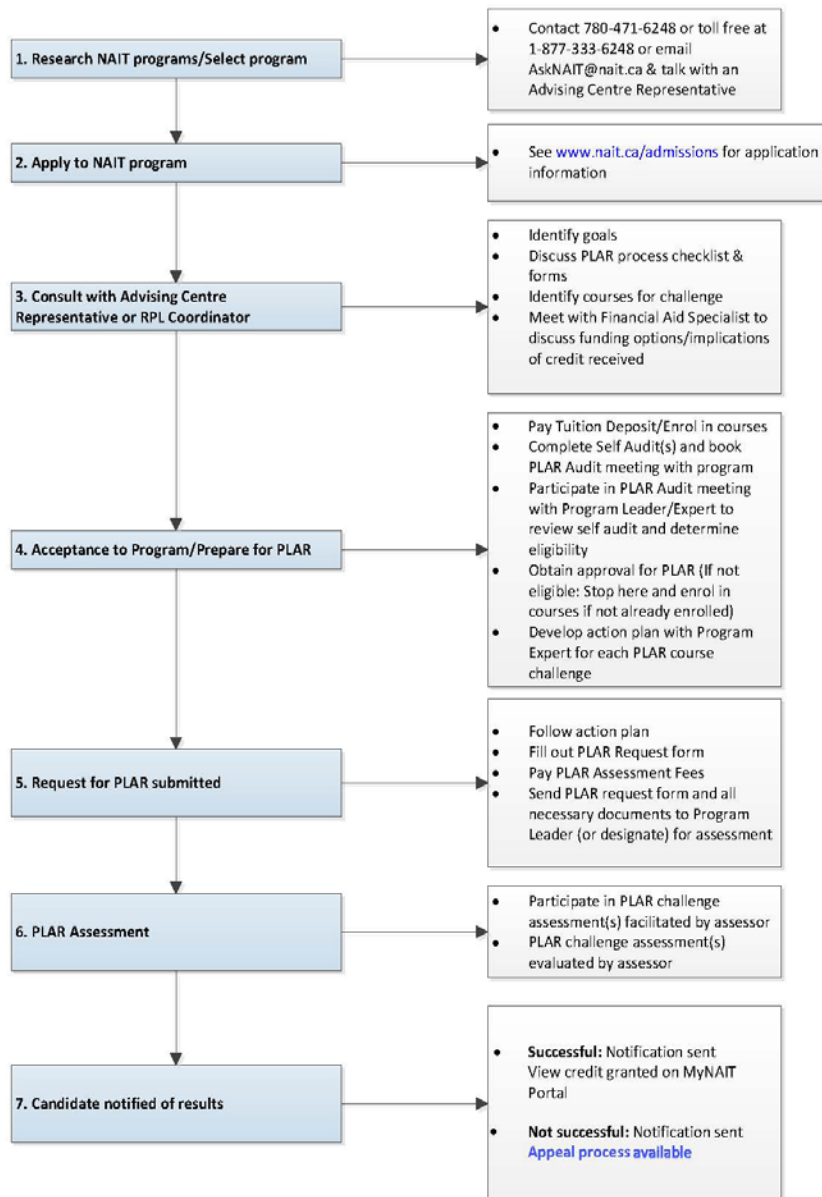 1. Research NAIT programs/Select program
• Contact 780-471-6248 or toll free at
1-877-333-6248 or email
AskNAIT@nait.ca & talk with an
Advising Centre Representative
2. Apply to NAIT program
• See www.nait.ca/admissions for application
information
3. Consult with Advising Centre
Representative or RPL Coordinator
• Identify goals
• Discuss PLAR process checklist &
forms
• Identify courses for challenge
• Meet with Financial Aid Specialist to
discuss funding options/implications
of credit received
4. Acceptance to Program/Prepare for PLAR
• Pay Tuition Deposit/Enrol in courses
• Complete Self Audit(s) and book
PLAR Audit meeting with program
• Participate in PLAR Audit meeting
with Program Leader/Expert to
review self audit and determine
eligibility
• Obtain approval for PLAR (If not
eligible: Stop here and enrol in
courses if not already enrolled)
• Develop action plan with Program
Expert for each PLAR course
challenge
5. Request for PLAR submitted
• Follow action plan
• Fill out PLAR Request form
• Pay PLAR Assessment Fees
• Send PLAR request form and all
necessary documents to Program
Leader (or designate) for assessment
6. PLAR Assessment
• Participate in PLAR challenge
assessment(s) facilitated by assessor
• PLAR challenge assessment(s)
evaluated by assessor
7. Candidate notified of results
• Successful: Notification sent
View credit granted on MyNAIT
Portal
• Not successful: Notification sent
Appeal process available